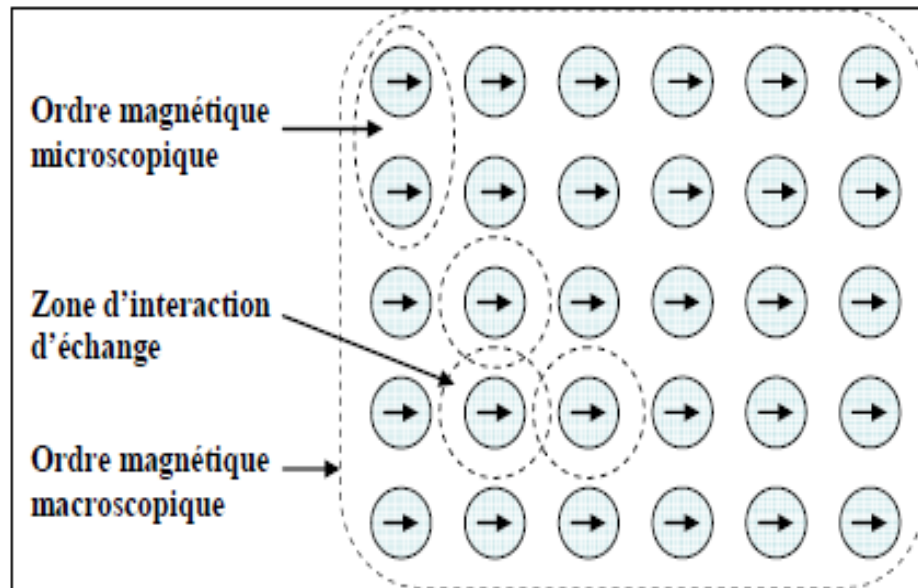 Ordre magnétique
microscopique
Zone d'interaction
d'échange
Ordre magnétique
macroscopique